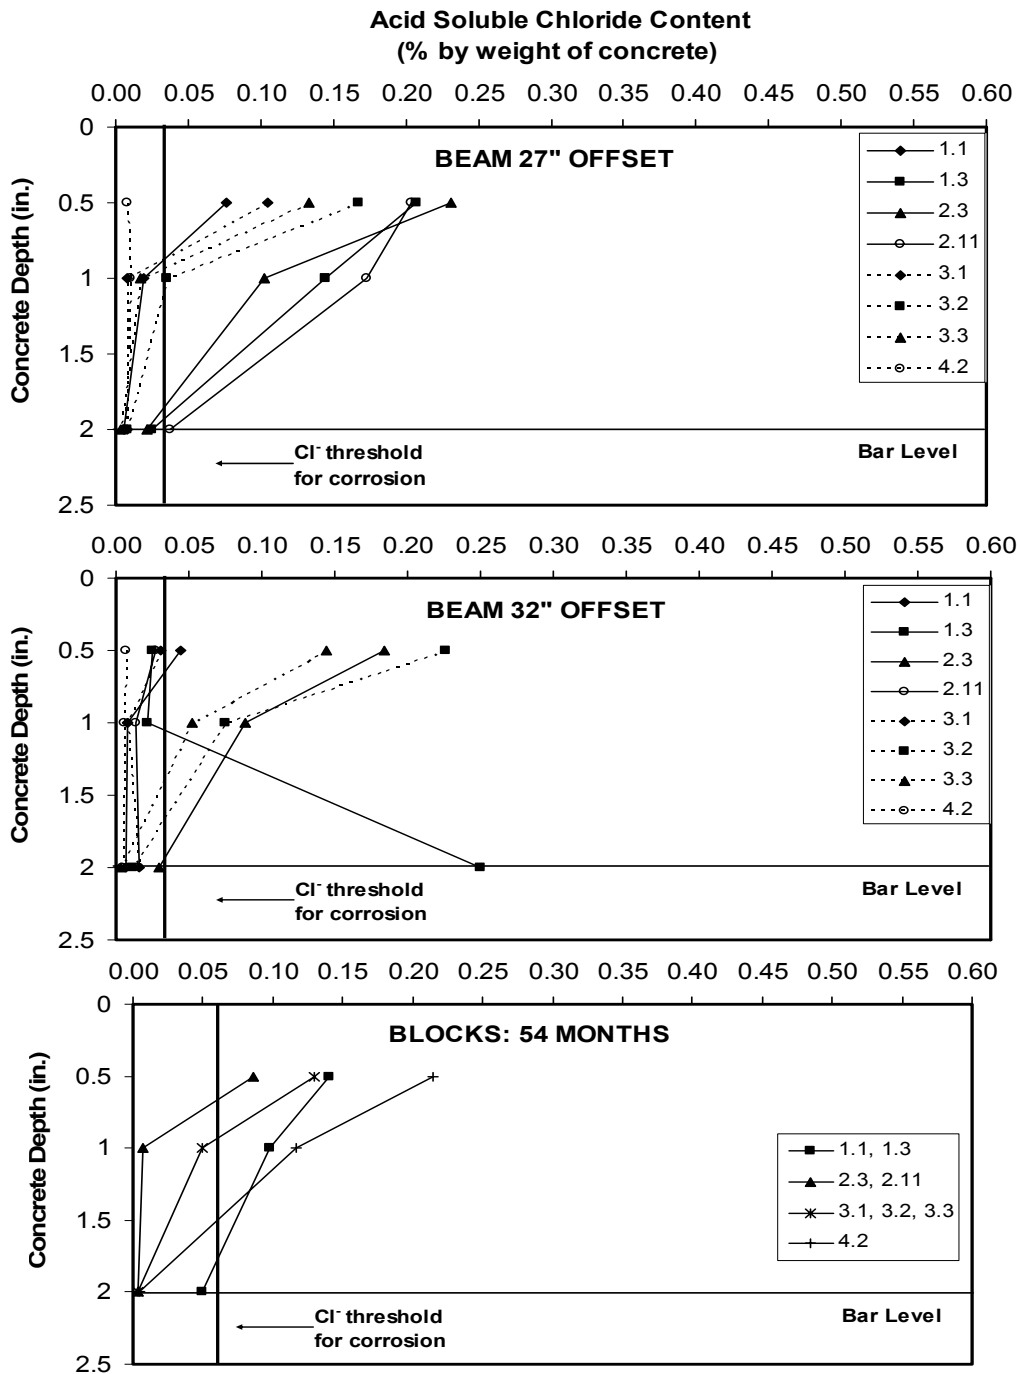 Acid Soluble Chloride Content
(% by weight of concrete)
0.00 0.05 0.10 0.15 0.20 0.25 0.30 0.35 0.40 0.45 0.50 0.55 0.60
0
0.5
1
1.5
2
2.5
Concrete Depth (in.)
BEAM 27" OFFSET
1.1
1.3
2.3
2.11
3.1
3.2
3.3
4.2
Cl- threshold
for corrosion
Bar Level
0.00 0.05 0.10 0.15 0.20 0.25 0.30 0.35 0.40 0.45 0.50 0.55 0.60
0
0.5
1
1.5
2
2.5
Concrete Depth (in.)
BEAM 32" OFFSET
1.1
1.3
2.3
2.11
3.1
3.2
3.3
4.2
Cl- threshold
for corrosion
Bar Level
0.00 0.05 0.10 0.15 0.20 0.25 0.30 0.35 0.40 0.45 0.50 0.55 0.60
0
0.5
1
1.5
2
2.5
Concrete Depth (in.)
BLOCKS: 54 MONTHS
1.1, 1.3
2.3, 2.11
3.1, 3.2, 3.3
4.2
Cl- threshold
for corrosion
Bar Level